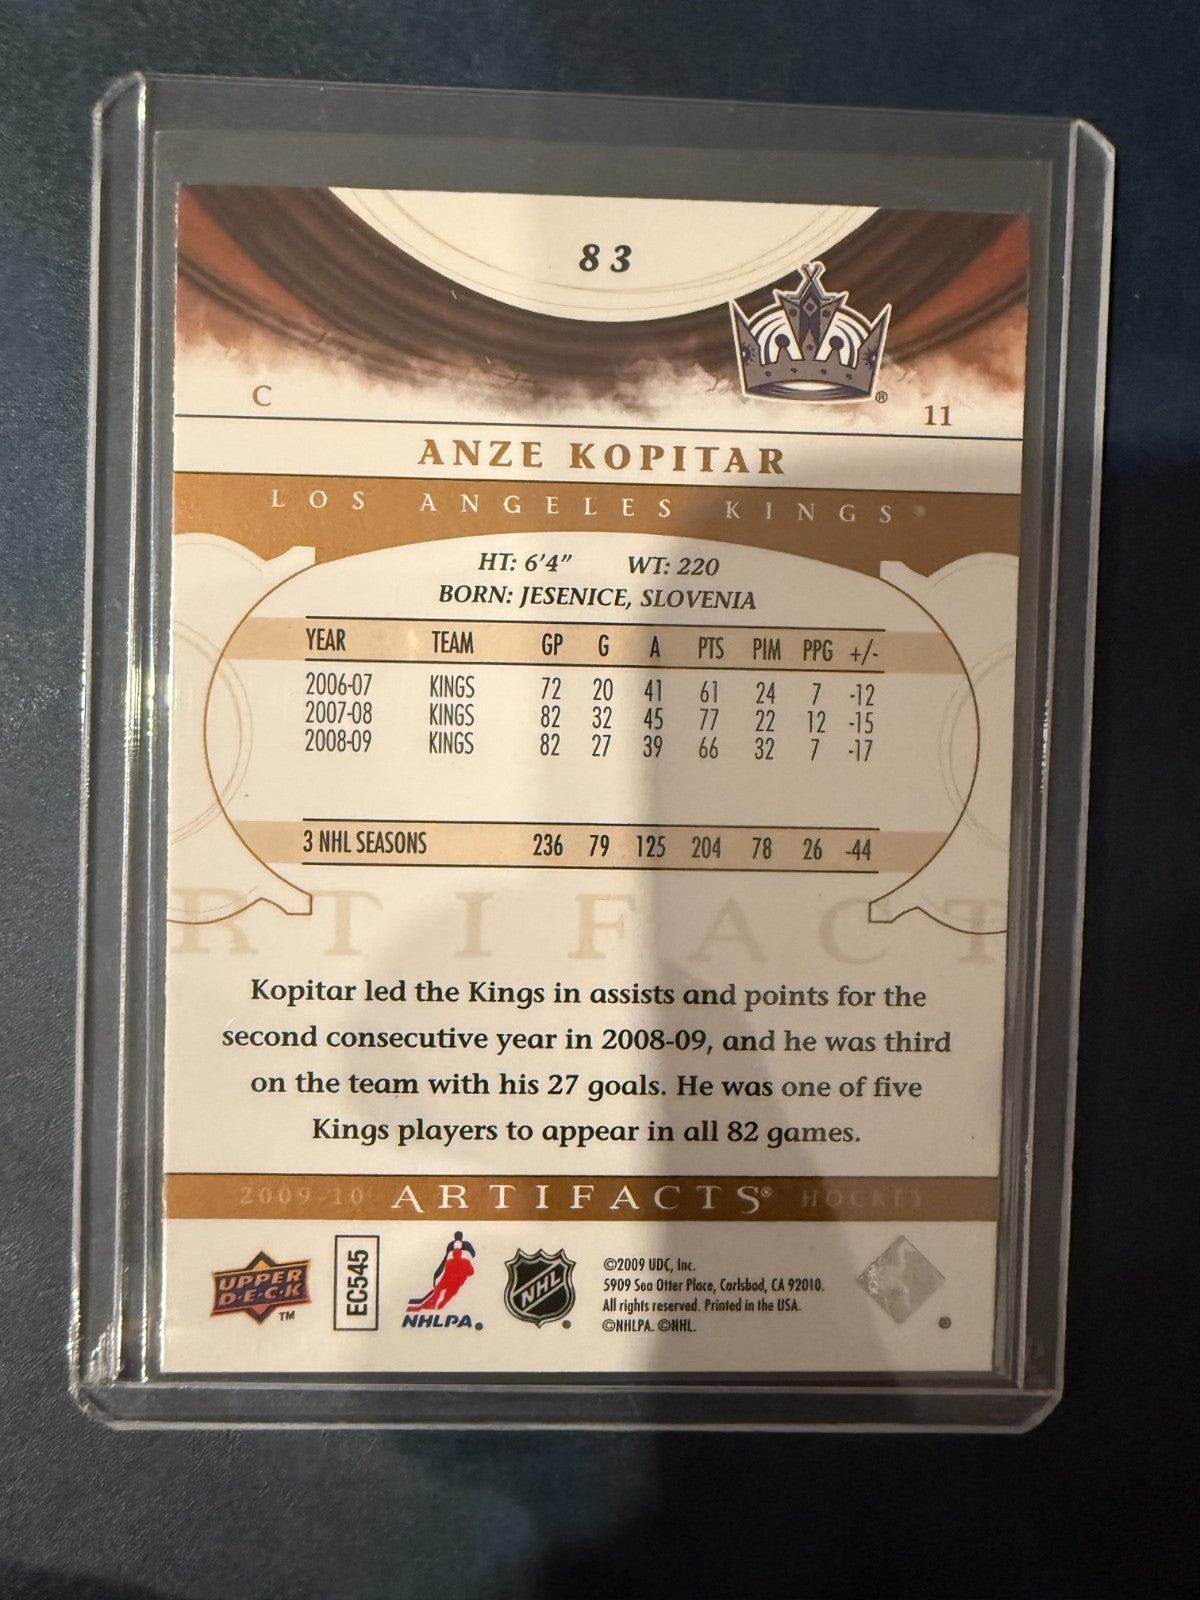 83
C
11
ANZE KOPITAR
LOS ANGELES KINGS
HT: 6'4" WT: 220
BORN: JESENICE, SLOVENIA
YEAR TEAM GP G A PTS PIM PPG +/-
2006-07 KINGS 72 20 41 61 24 7 -12
2007-08 KINGS 82 32 45 77 22 12 -15
2008-09 KINGS 82 27 39 66 32 7 -17
3 NHL SEASONS 236 79 125 204 78 26 -44
RTIFACT
Kopitar led the Kings in assists and points for the
second consecutive year in 2008-09, and he was third
on the team with his 27 goals. He was one of five
Kings players to appear in all 82 games.
2009-10 ARTIFACTS® HOCKEY
UPPER
DECK
TM
EC545
NHLPA®
NHL
©2009 UDC, Inc.
5909 Sea Otter Place, Carlsbad, CA 92010.
All rights reserved. Printed in the USA.
©NHLPA. ©NHL.